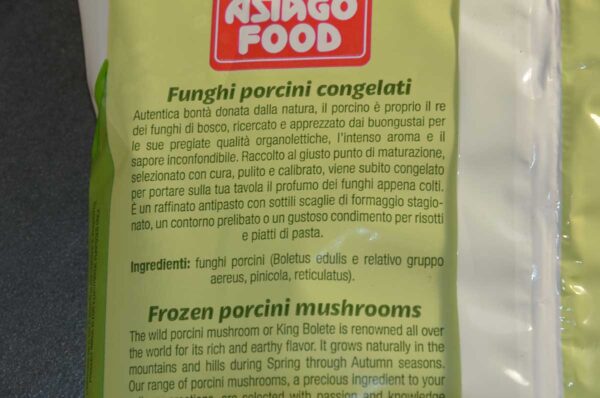 ASIAGO
FOOD
Funghi porcini congelati
Autentica bontà donata dalla natura, il porcino è proprio il re
dei funghi di bosco, ricercato e apprezzato dai buongustai per
le sue pregiate qualità organolettiche, l'intenso aroma e il
sapore inconfondibile. Raccolto al giusto punto di maturazione,
selezionato con cura, pulito e calibrato, viene subito congelato
per portare sulla tua tavola il profumo dei funghi appena colti.
È un raffinato antipasto con sottili scaglie di formaggio stagio-
nato, un contorno prelibato o un gustoso condimento per risotti
e piatti di pasta.
Ingredienti: funghi porcini (Boletus edulis e relativo gruppo
aereus, pinicola, reticulatus).
Frozen porcini mushrooms
The wild porcini mushroom or King Bolete is renowned all over
the world for its rich and earthy flavor. It grows naturally in the
mountains and hills during Spring through Autumn seasons.
Our range of porcini mushrooms, a precious ingredient to your
are selected with passion and knowledge